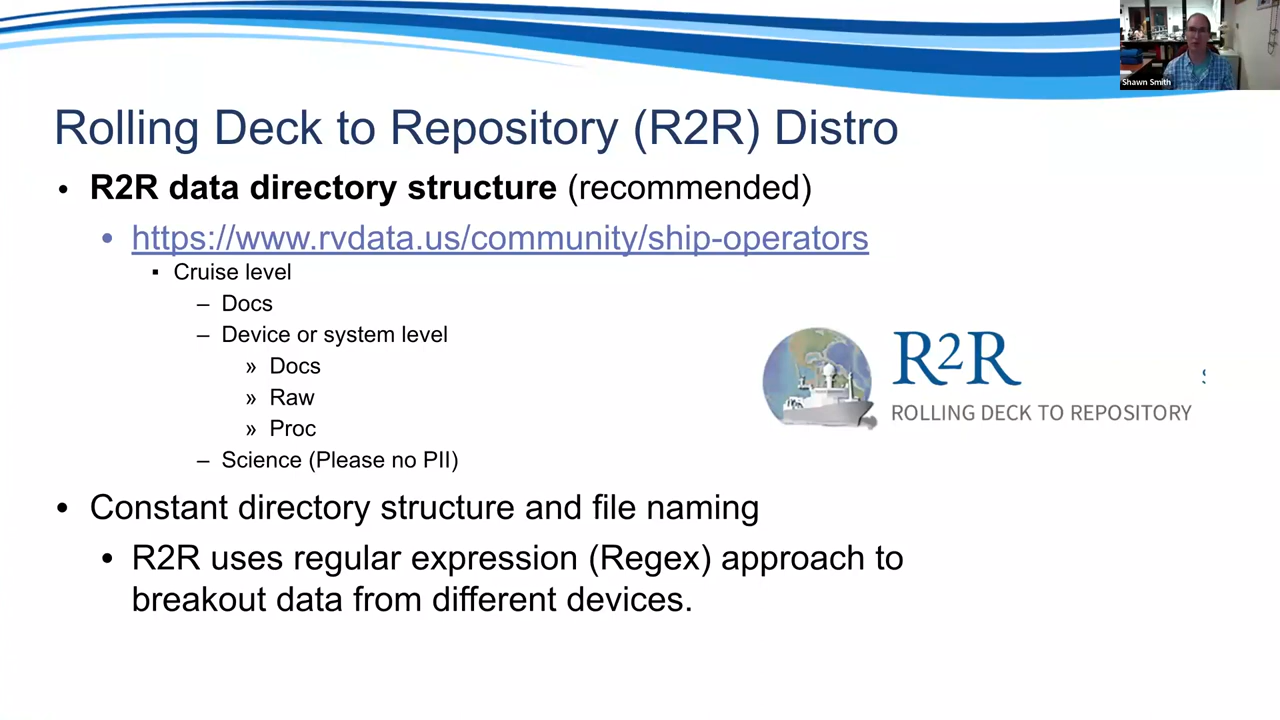 Shawn Smith
Rolling Deck to Repository (R2R) Distro
• R2R data directory structure (recommended)
• https://www.rvdata.us/community/ship-operators
▪ Cruise level
– Docs
– Device or system level
» Docs
» Raw
» Proc
– Science (Please no PII)
R2R
ROLLING DECK TO REPOSITORY
• Constant directory structure and file naming
• R2R uses regular expression (Regex) approach to
breakout data from different devices.